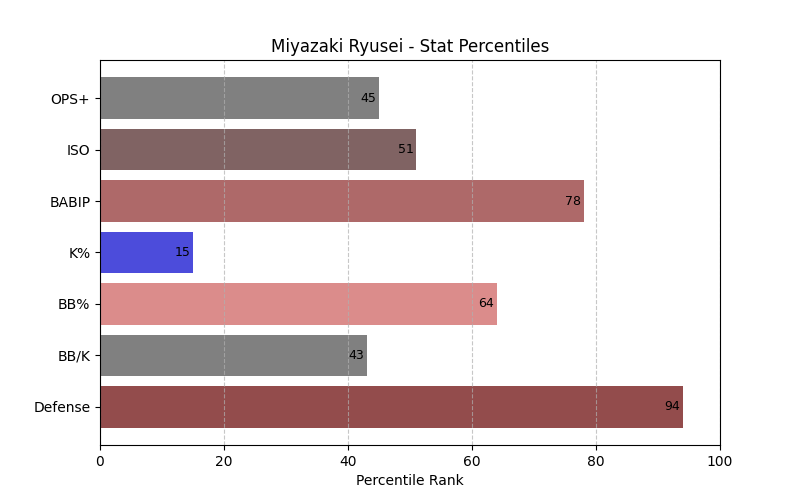 Miyazaki Ryusei - Stat Percentiles
OPS+ 45
ISO 51
BABIP 78
K% 15
BB% 64
BB/K 43
Defense 94
0 20 40 60 80 100
Percentile Rank